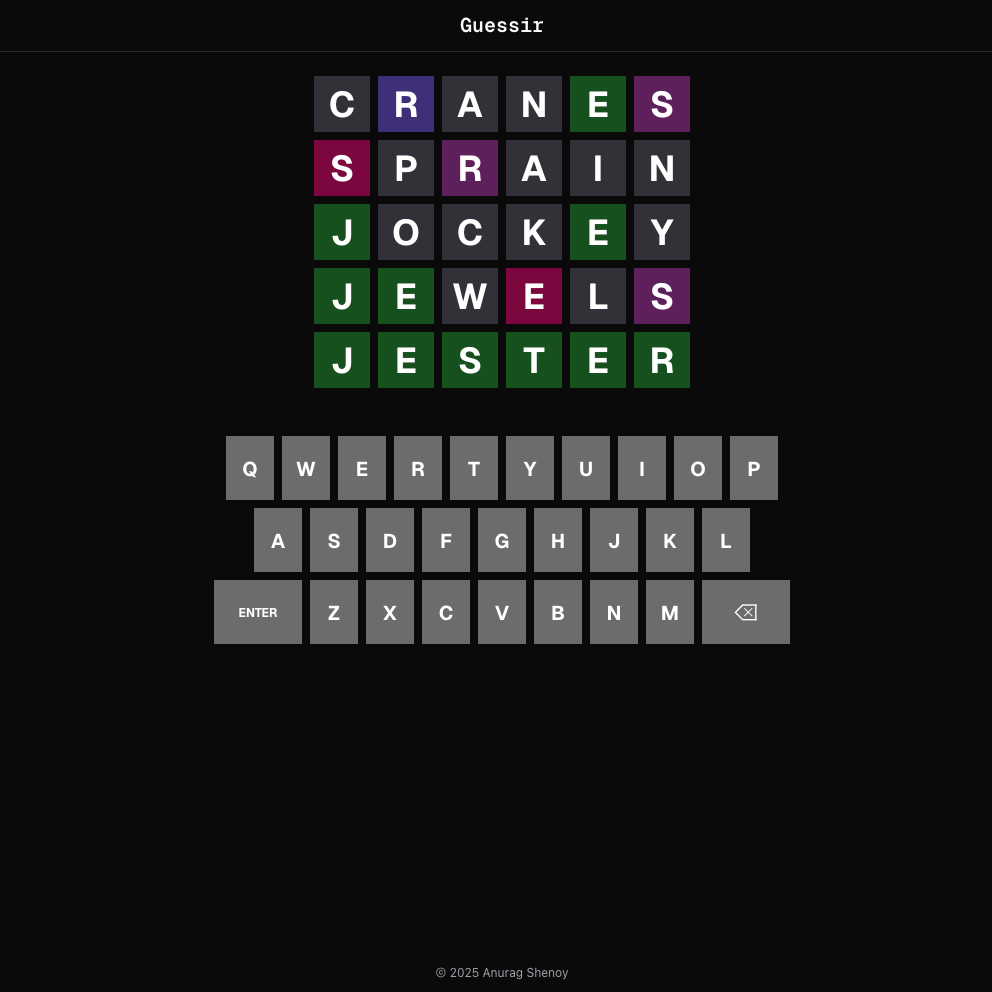 Guessir
C R A N E S
S P R A I N
J O C K E Y
J E W E L S
J E S T E R
Q W E R T Y U I O P
A S D F G H J K L
ENTER Z X C V B N M
© 2025 Anurag Shenoy